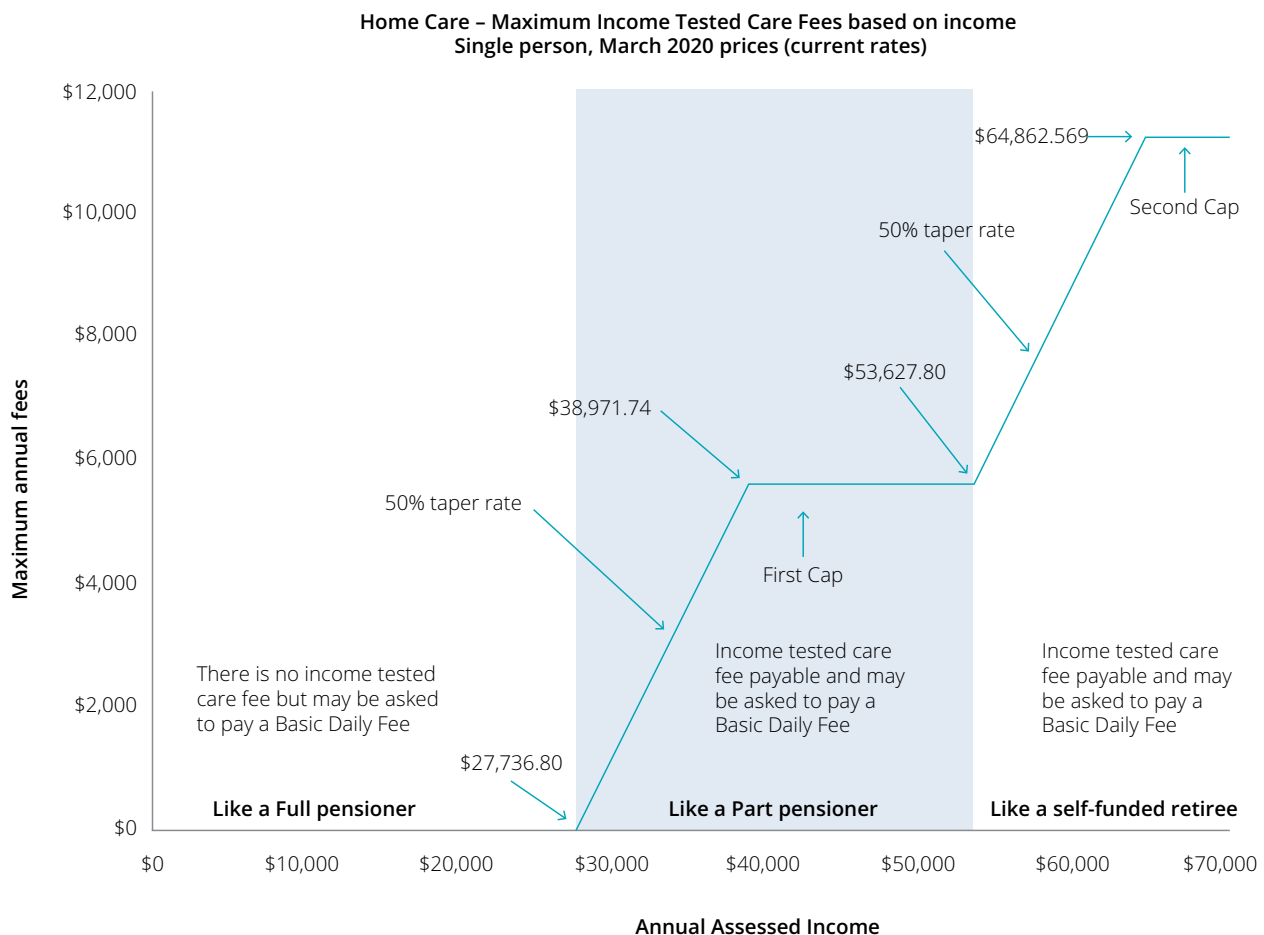 Home Care – Maximum Income Tested Care Fees based on income
Single person, March 2020 prices (current rates)
Maximum annual fees
$12,000
$10,000
$8,000
$6,000
$4,000
$2,000
$0
$64,862.569
Second Cap
50% taper rate
$53,627.80
$38,971.74
50% taper rate
First Cap
There is no income tested
care fee but may be asked
to pay a Basic Daily Fee
Income tested care
fee payable and may
be asked to pay a
Basic Daily Fee
Income tested care
fee payable and may
be asked to pay a
Basic Daily Fee
$27,736.80
Like a Full pensioner
Like a Part pensioner
Like a self-funded retiree
$0
$10,000
$20,000
$30,000
$40,000
$50,000
$60,000
$70,000
Annual Assessed Income